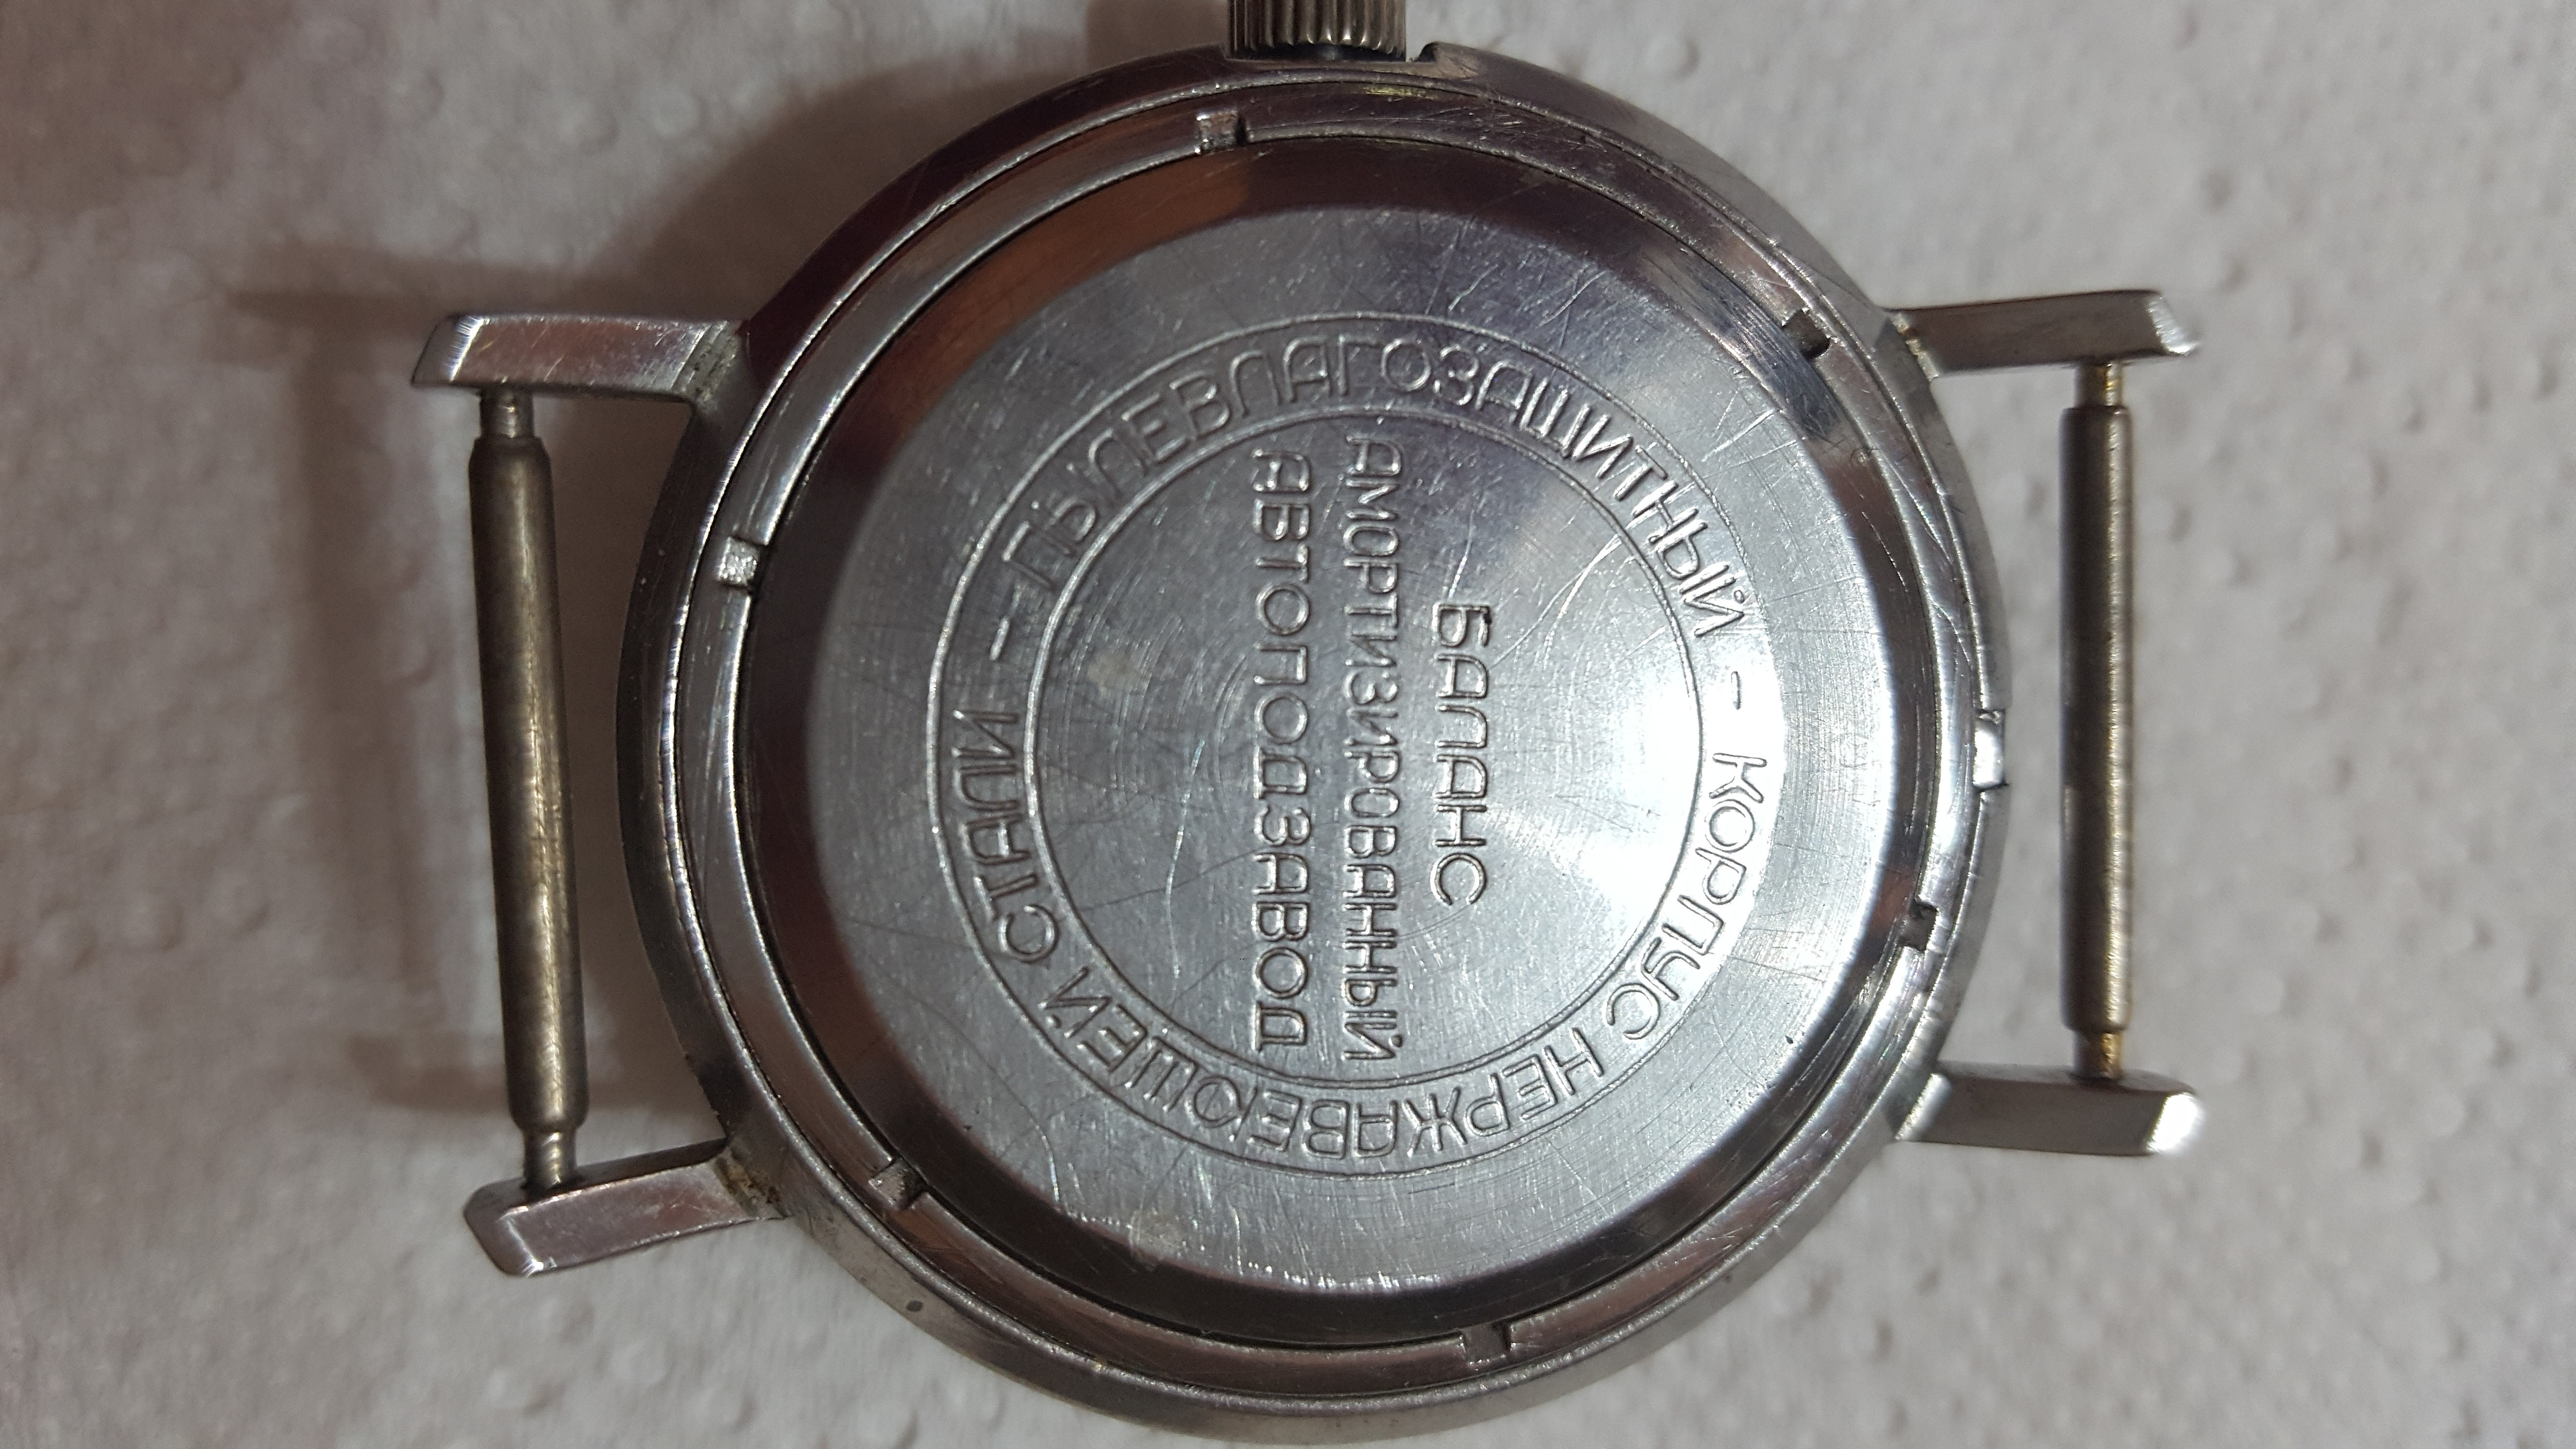 ПЫЛЕВЛАГОЗАЩИТНЫЙ - КОРПУС НЕРЖАВЕЮЩЕЙ СТАЛИ -
БАЛАНС
АМОРТИЗИРОВАННЫЙ
АВТОПОДЗАВОД